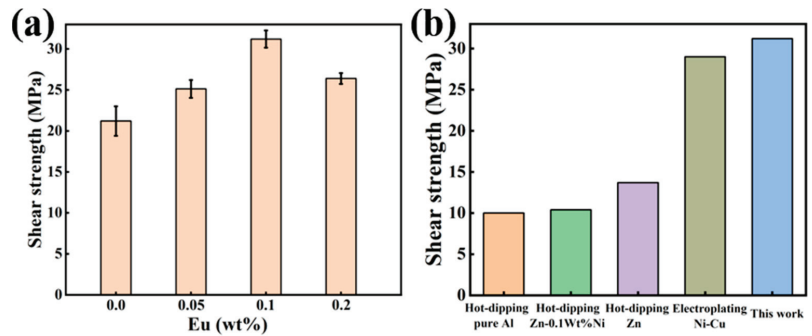 (a)
Shear strength (MPa)
30
25
20
15
10
5
0
0.0 0.05 0.1 0.2
Eu (wt%)
(b)
Shear strength (MPa)
30
25
20
15
10
5
0
Hot-dipping Hot-dipping Hot-dipping Electroplating This work
pure Al Zn-0.1Wt%Ni Zn Ni-Cu